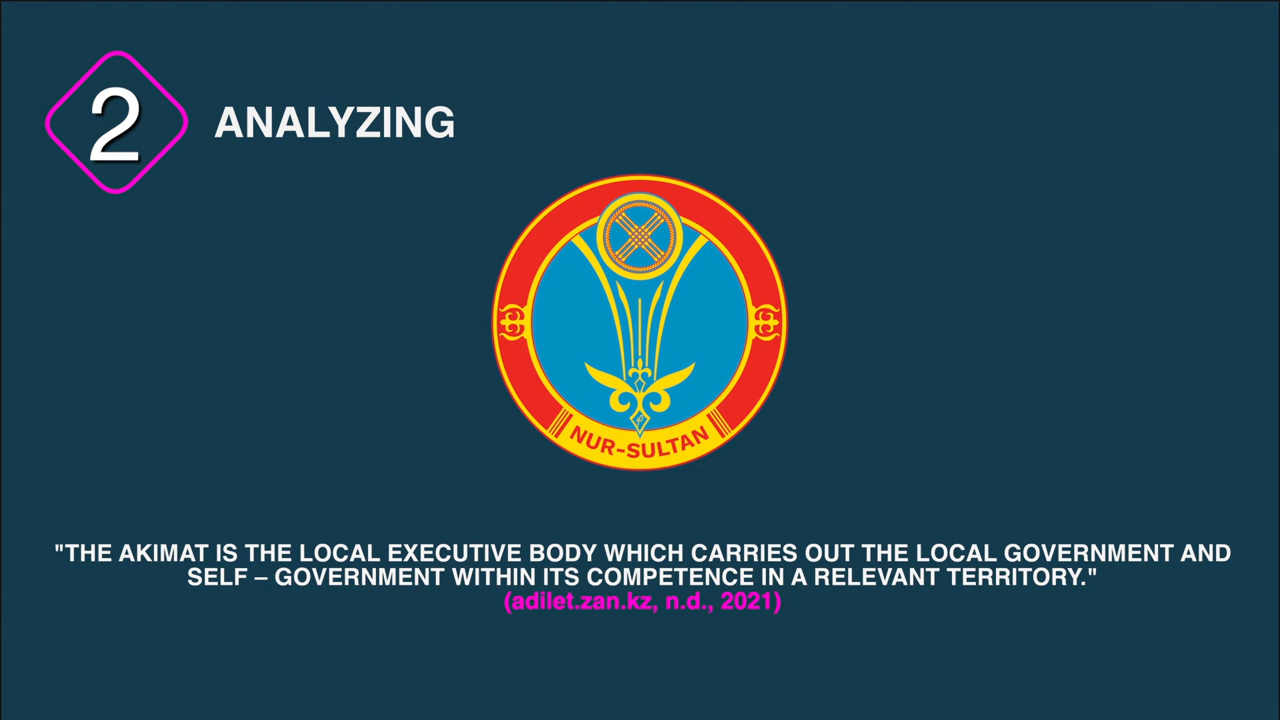 2
ANALYZING
NUR-SULTAN
"THE AKIMAT IS THE LOCAL EXECUTIVE BODY WHICH CARRIES OUT THE LOCAL GOVERNMENT AND
SELF – GOVERNMENT WITHIN ITS COMPETENCE IN A RELEVANT TERRITORY."
(adilet.zan.kz, n.d., 2021)